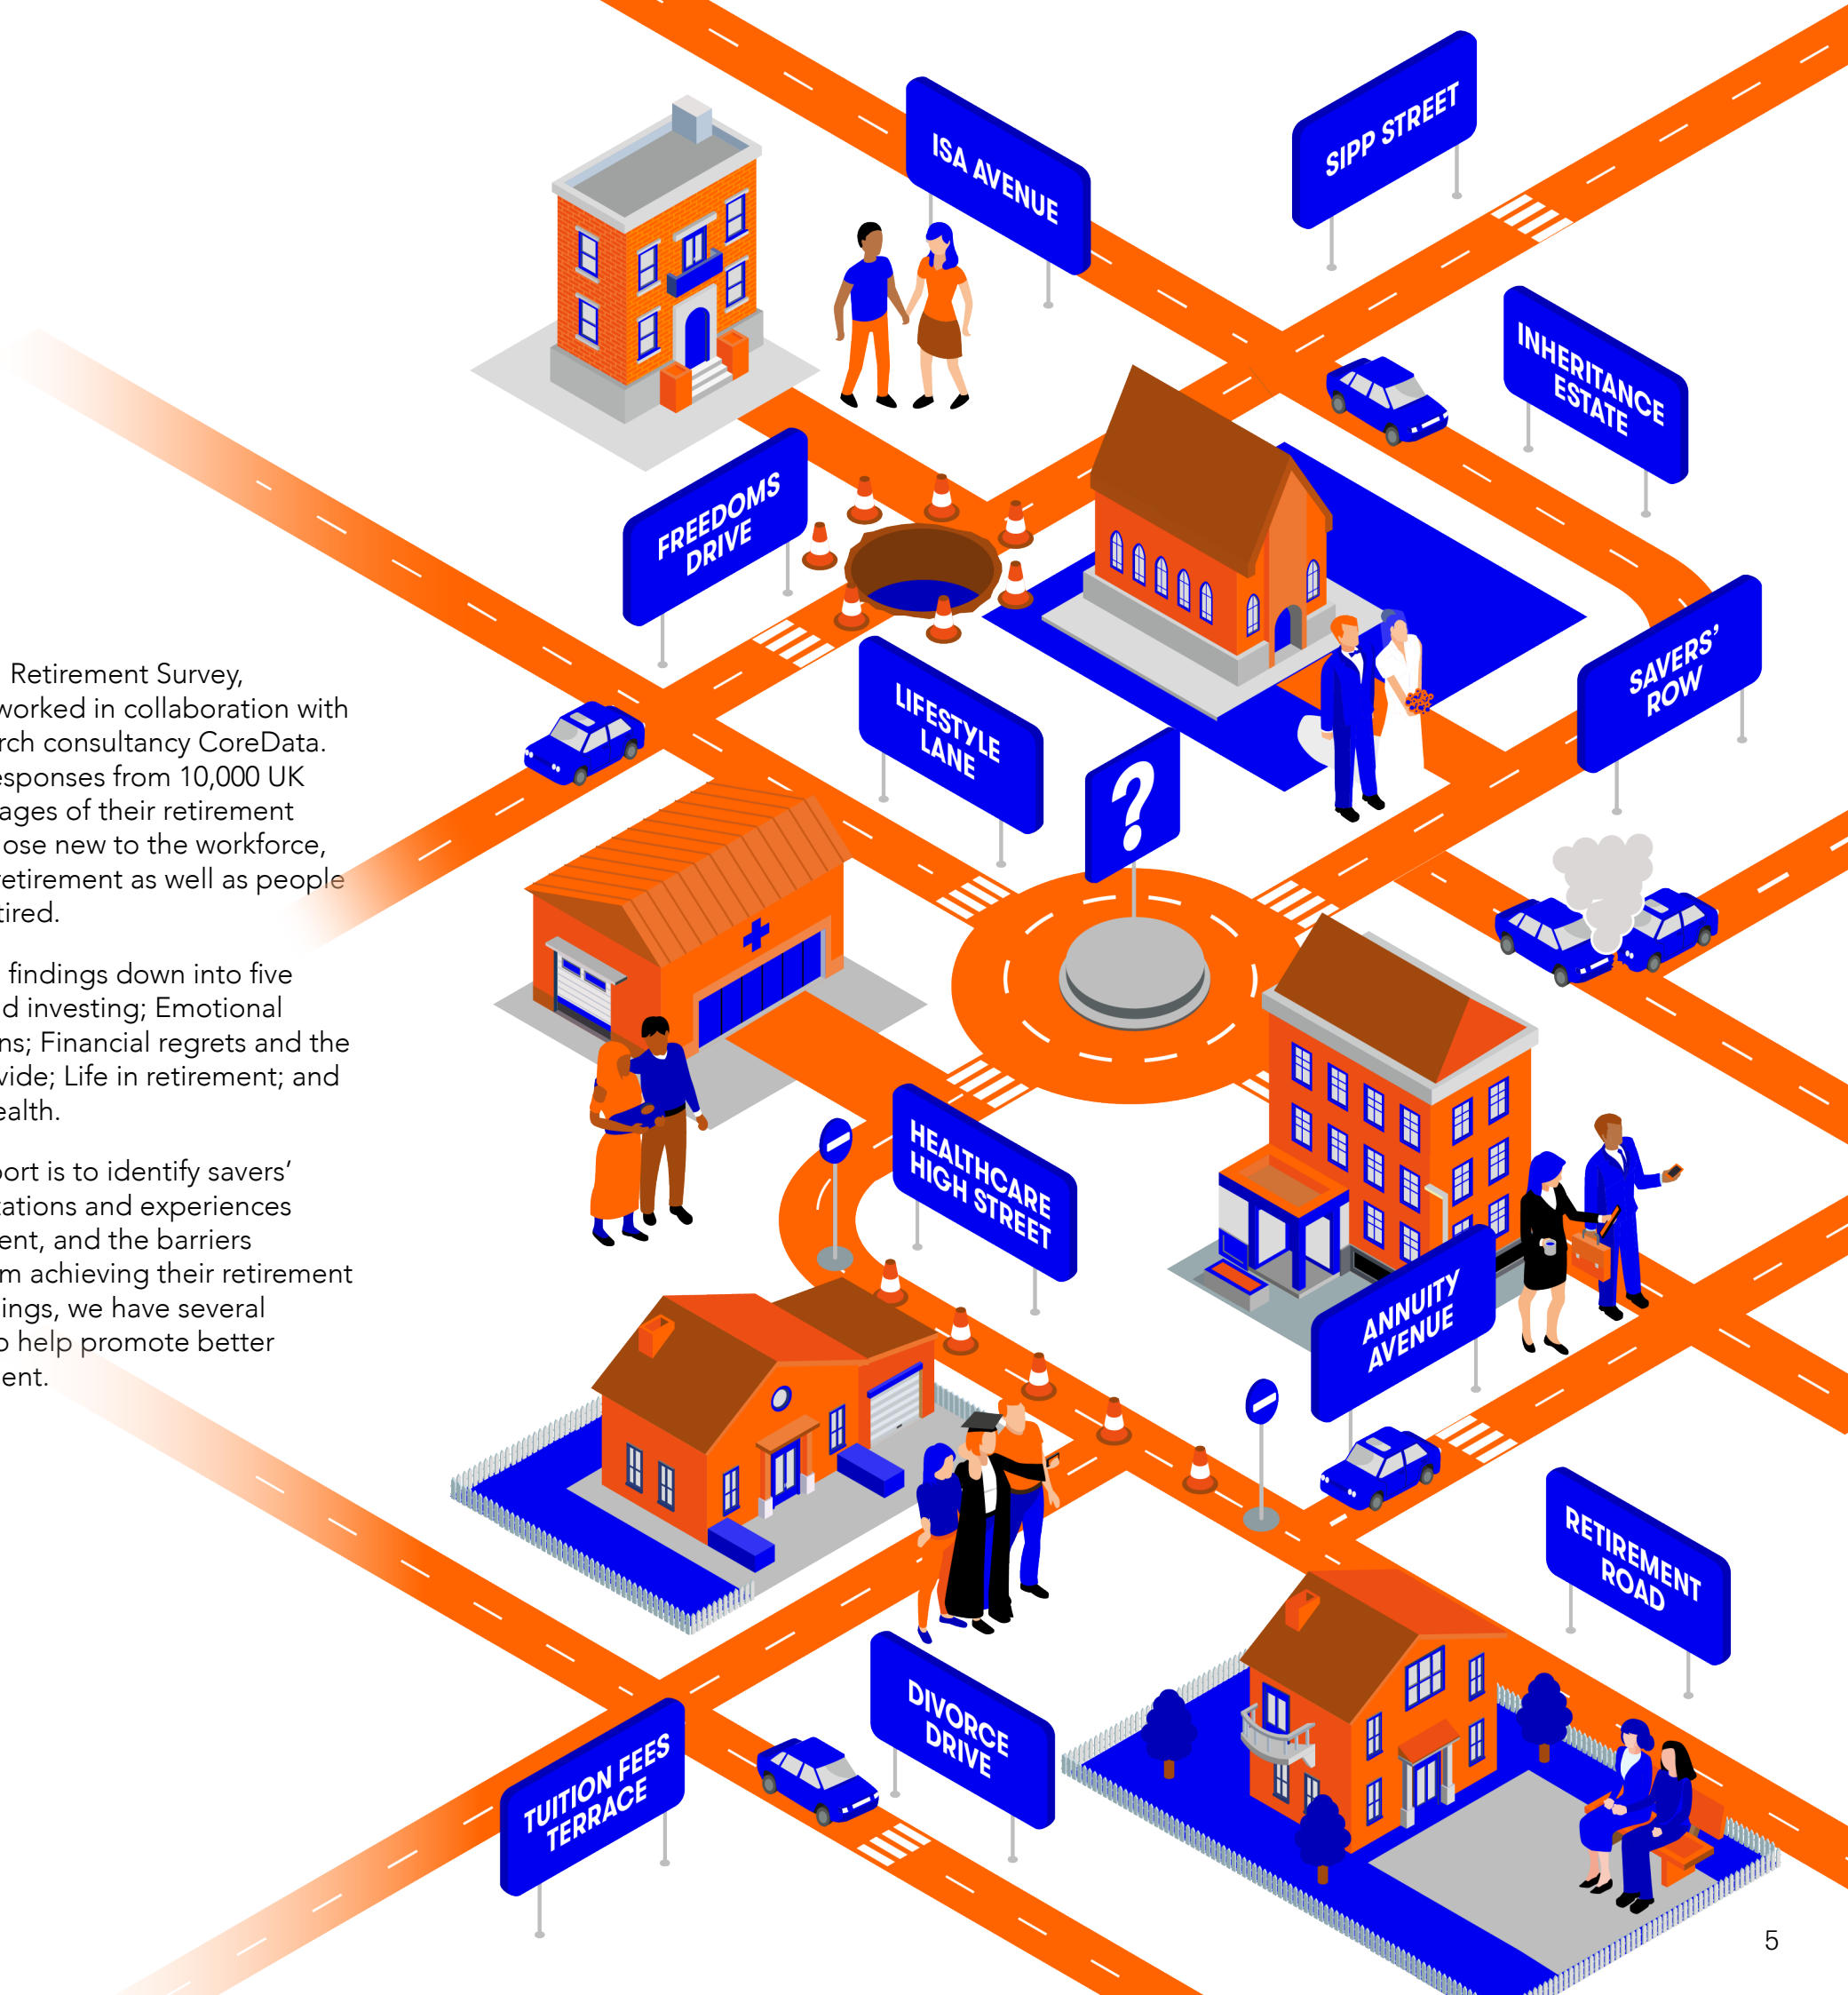 Retirement Survey,
worked in collaboration with
rch consultancy CoreData.
esponses from 10,000 UK
ages of their retirement
ose new to the workforce,
retirement as well as people
tired.
findings down into five
d investing; Emotional
ns; Financial regrets and the
vide; Life in retirement; and
ealth.
port is to identify savers’
tations and experiences
ent, and the barriers
m achieving their retirement
lings, we have several
o help promote better
ent.
ISA AVENUE
SIPP STREET
INHERITANCE
ESTATE
FREEDOMS
DRIVE
LIFESTYLE
LANE
SAVERS’
ROW
?
HEALTHCARE
HIGH STREET
ANNUITY
AVENUE
RETIREMENT
ROAD
DIVORCE
DRIVE
TUITION FEES
TERRACE
5